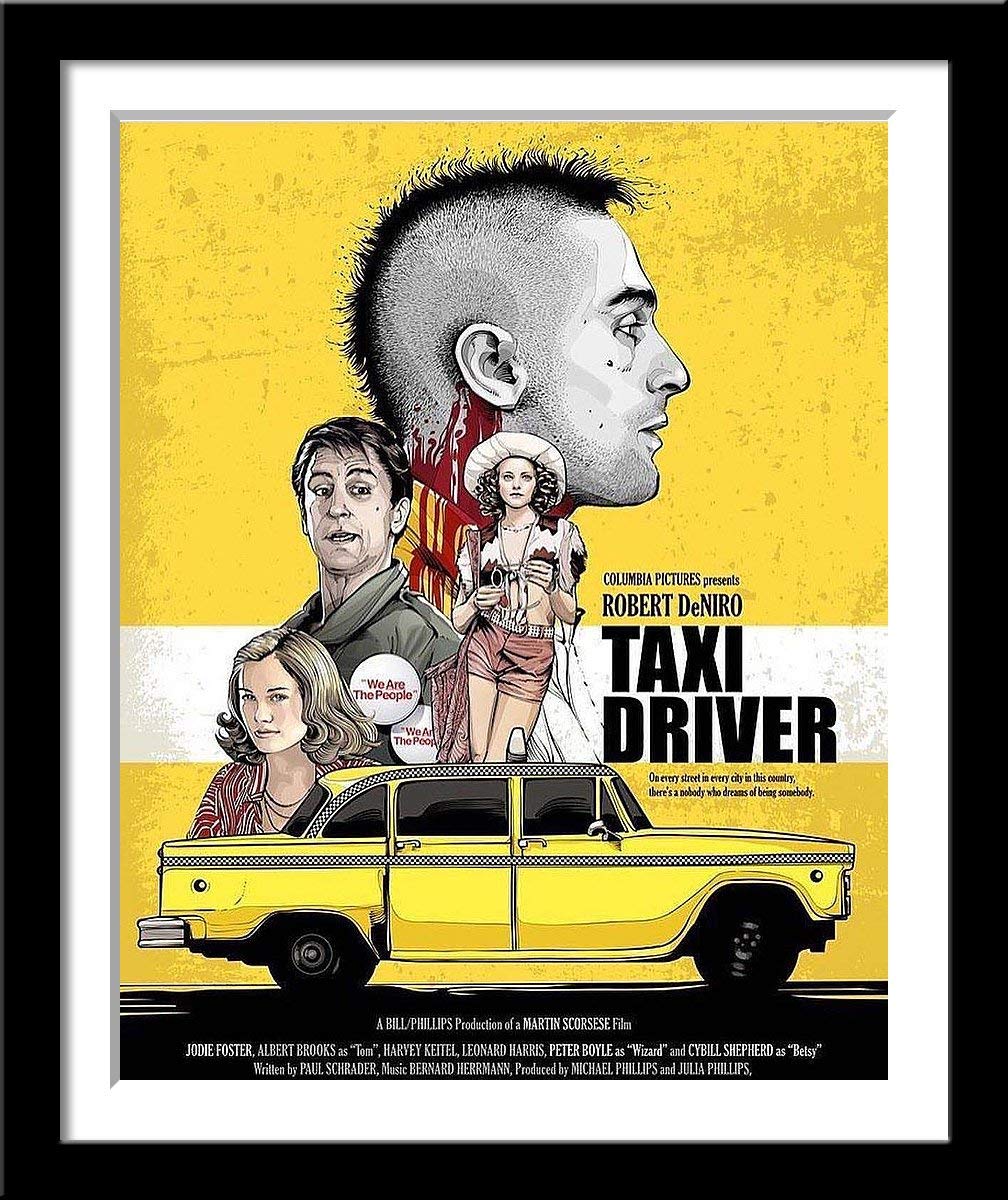 COLUMBIA PICTURES presents
ROBERT DeNIRO
TAXI
DRIVER
On every street in every city in this country,
there's a nobody who dreams of being somebody.
"We Are
The People"
"We Ar
The Peop
A BILL/PHILLIPS Production of a MARTIN SCORSESE Film
JODIE FOSTER, ALBERT BROOKS as "Tom", HARVEY KEITEL, LEONARD HARRIS, PETER BOYLE as "Wizard" and CYBILL SHEPHERD as "Betsy"
Written by PAUL SCHRADER, Music BERNARD HERRMANN, Produced by MICHAEL PHILLIPS and JULIA PHILLIPS,